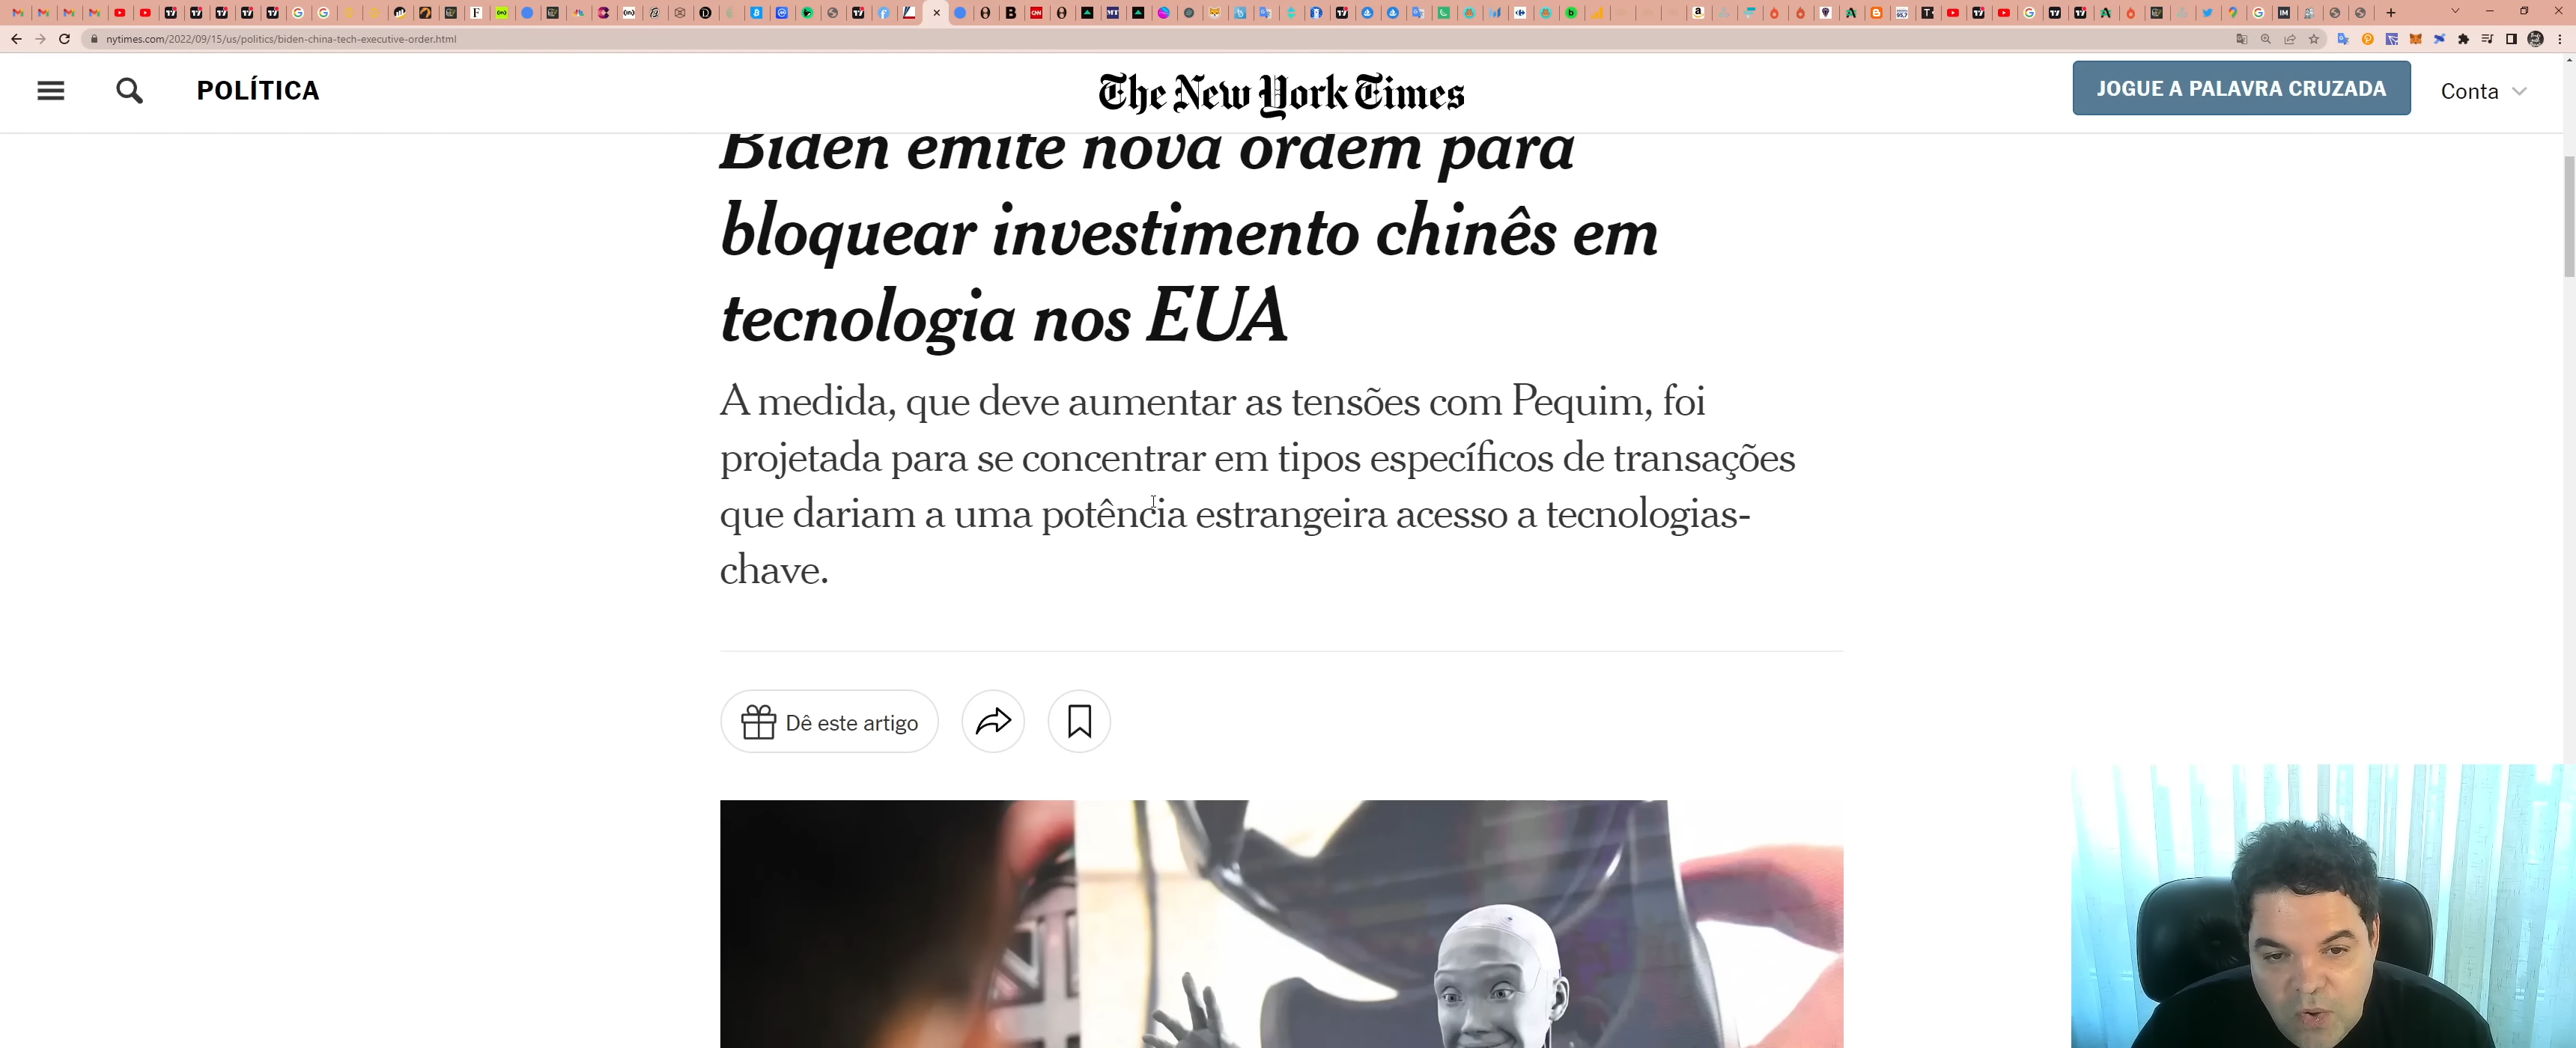 nytimes.com/2022/09/15/us/politics/biden-china-tech-executive-order.html
POLÍTICA
The New York Times
JOGUE A PALAVRA CRUZADA
Conta
Biden emite nova ordem para
bloquear investimento chinês em
tecnologia nos EUA
A medida, que deve aumentar as tensões com Pequim, foi
projetada para se concentrar em tipos específicos de transações
que dariam a uma potência estrangeira acesso a tecnologias-
chave.
Dê este artigo